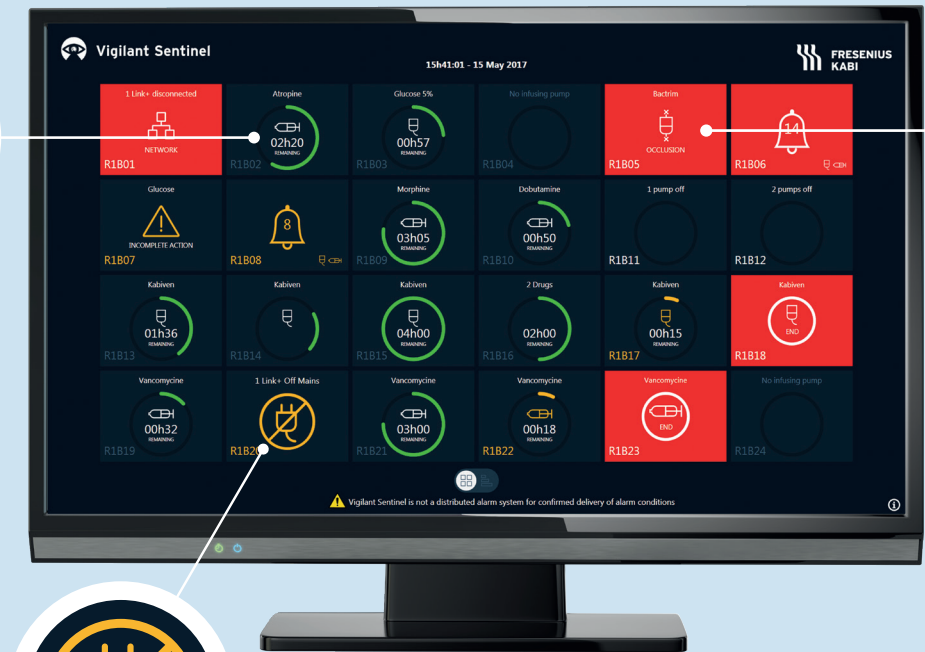 Vigilant Sentinel
15h41:01 - 15 May 2017
FRESENIUS
KABI
1 Link+ disconnected
NETWORK
R1B01
Atropine
02h20
REMAINING
R1B02
Glucose 5%
00h57
REMAINING
R1B03
No infusing pump
R1B04
Bactrim
OCCLUSION
R1B05
14
R1B06
Glucose
INCOMPLETE ACTION
R1B07
8
R1B08
Morphine
03h05
REMAINING
R1B09
Dobutamine
00h50
REMAINING
R1B10
1 pump off
R1B11
2 pumps off
R1B12
Kabiven
01h36
REMAINING
R1B13
Kabiven
R1B14
Kabiven
04h00
REMAINING
R1B15
2 Drugs
02h00
REMAINING
R1B16
Kabiven
00h15
REMAINING
R1B17
Kabiven
END
R1B18
Vancomycine
00h32
REMAINING
R1B19
1 Link+ Off Mains
R1B20
Vancomycine
03h00
REMAINING
R1B21
Vancomycine
00h18
REMAINING
R1B22
Vancomycine
END
R1B23
No infusing pump
R1B24
Vigilant Sentinel is not a distributed alarm system for confirmed delivery of alarm conditions